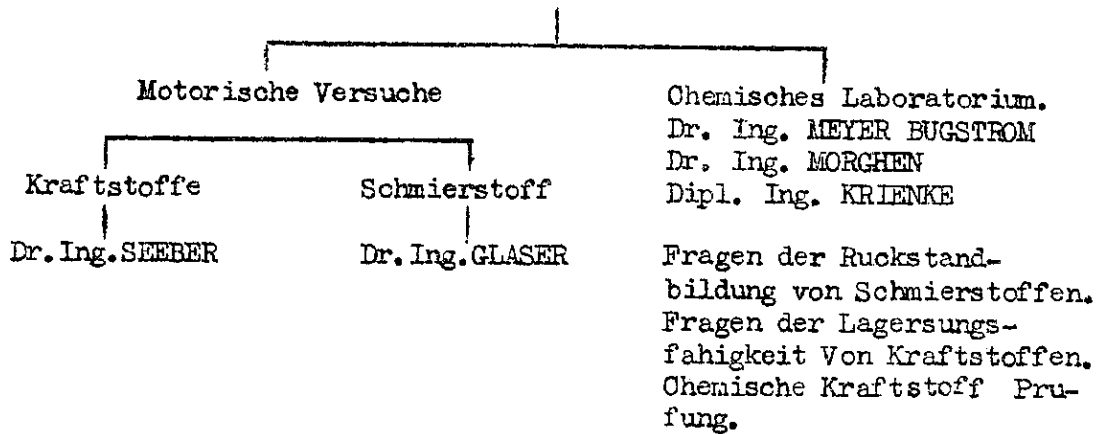 Motorische Versuche
Kraftstoffe
Dr.Ing.SEEBER
Schmierstoff
Dr.Ing.GLASER
Chemisches Laboratorium.
Dr. Ing. MEYER BUGSTROM
Dr. Ing. MORGHEN
Dipl. Ing. KRIENKE
Fragen der Ruckstand-
bildung von Schmierstoffen.
Fragen der Lagersungs-
fahigkeit Von Kraftstoffen.
Chemische Kraftstoff Pru-
fung.